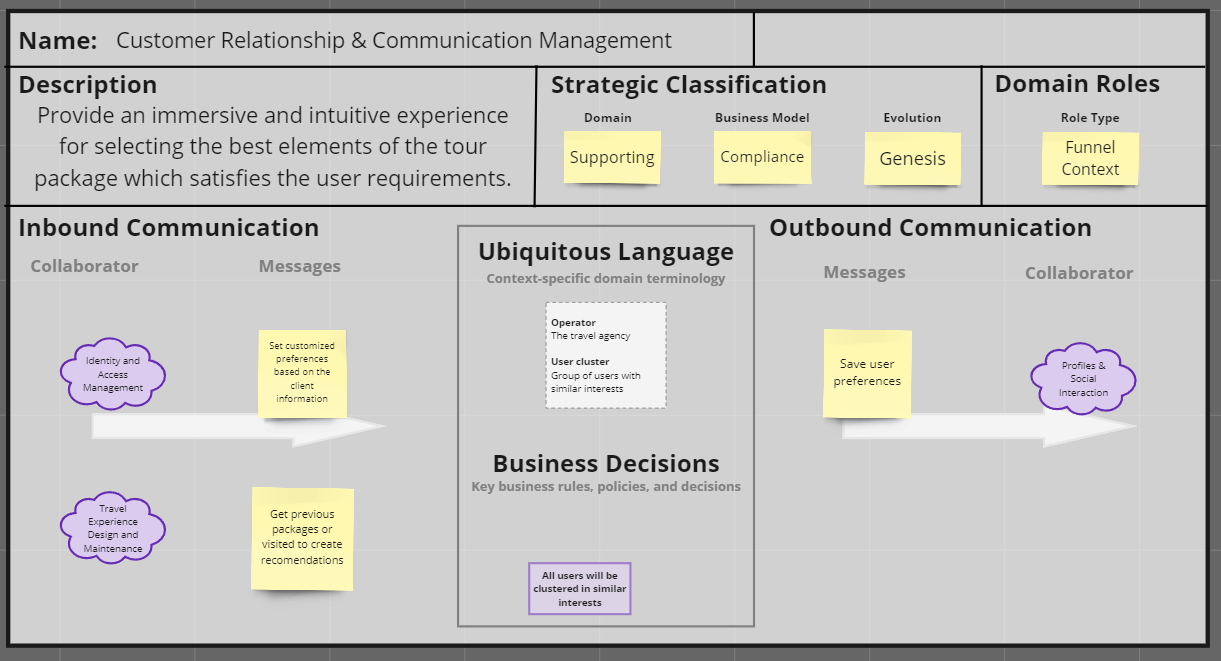 Name: Customer Relationship & Communication Management
Description
Provide an immersive and intuitive experience
for selecting the best elements of the tour
package which satisfies the user requirements.
Strategic Classification
Domain
Supporting
Business Model
Compliance
Evolution
Genesis
Domain Roles
Role Type
Funnel
Context
Inbound Communication
Collaborator
Messages
Identity and
Access
Management
Set customized
preferences
based on the
client
information
Travel
Experience
Design and
Maintenance
Get previous
packages or
visited to create
recomendations
Ubiquitous Language
Context-specific domain terminology
Operator
The travel agency
User cluster
Group of users with
similar interests
Business Decisions
Key business rules, policies, and decisions
All users will be
clustered in similar
interests
Outbound Communication
Messages
Collaborator
Save user
preferences
Profiles &
Social
Interaction